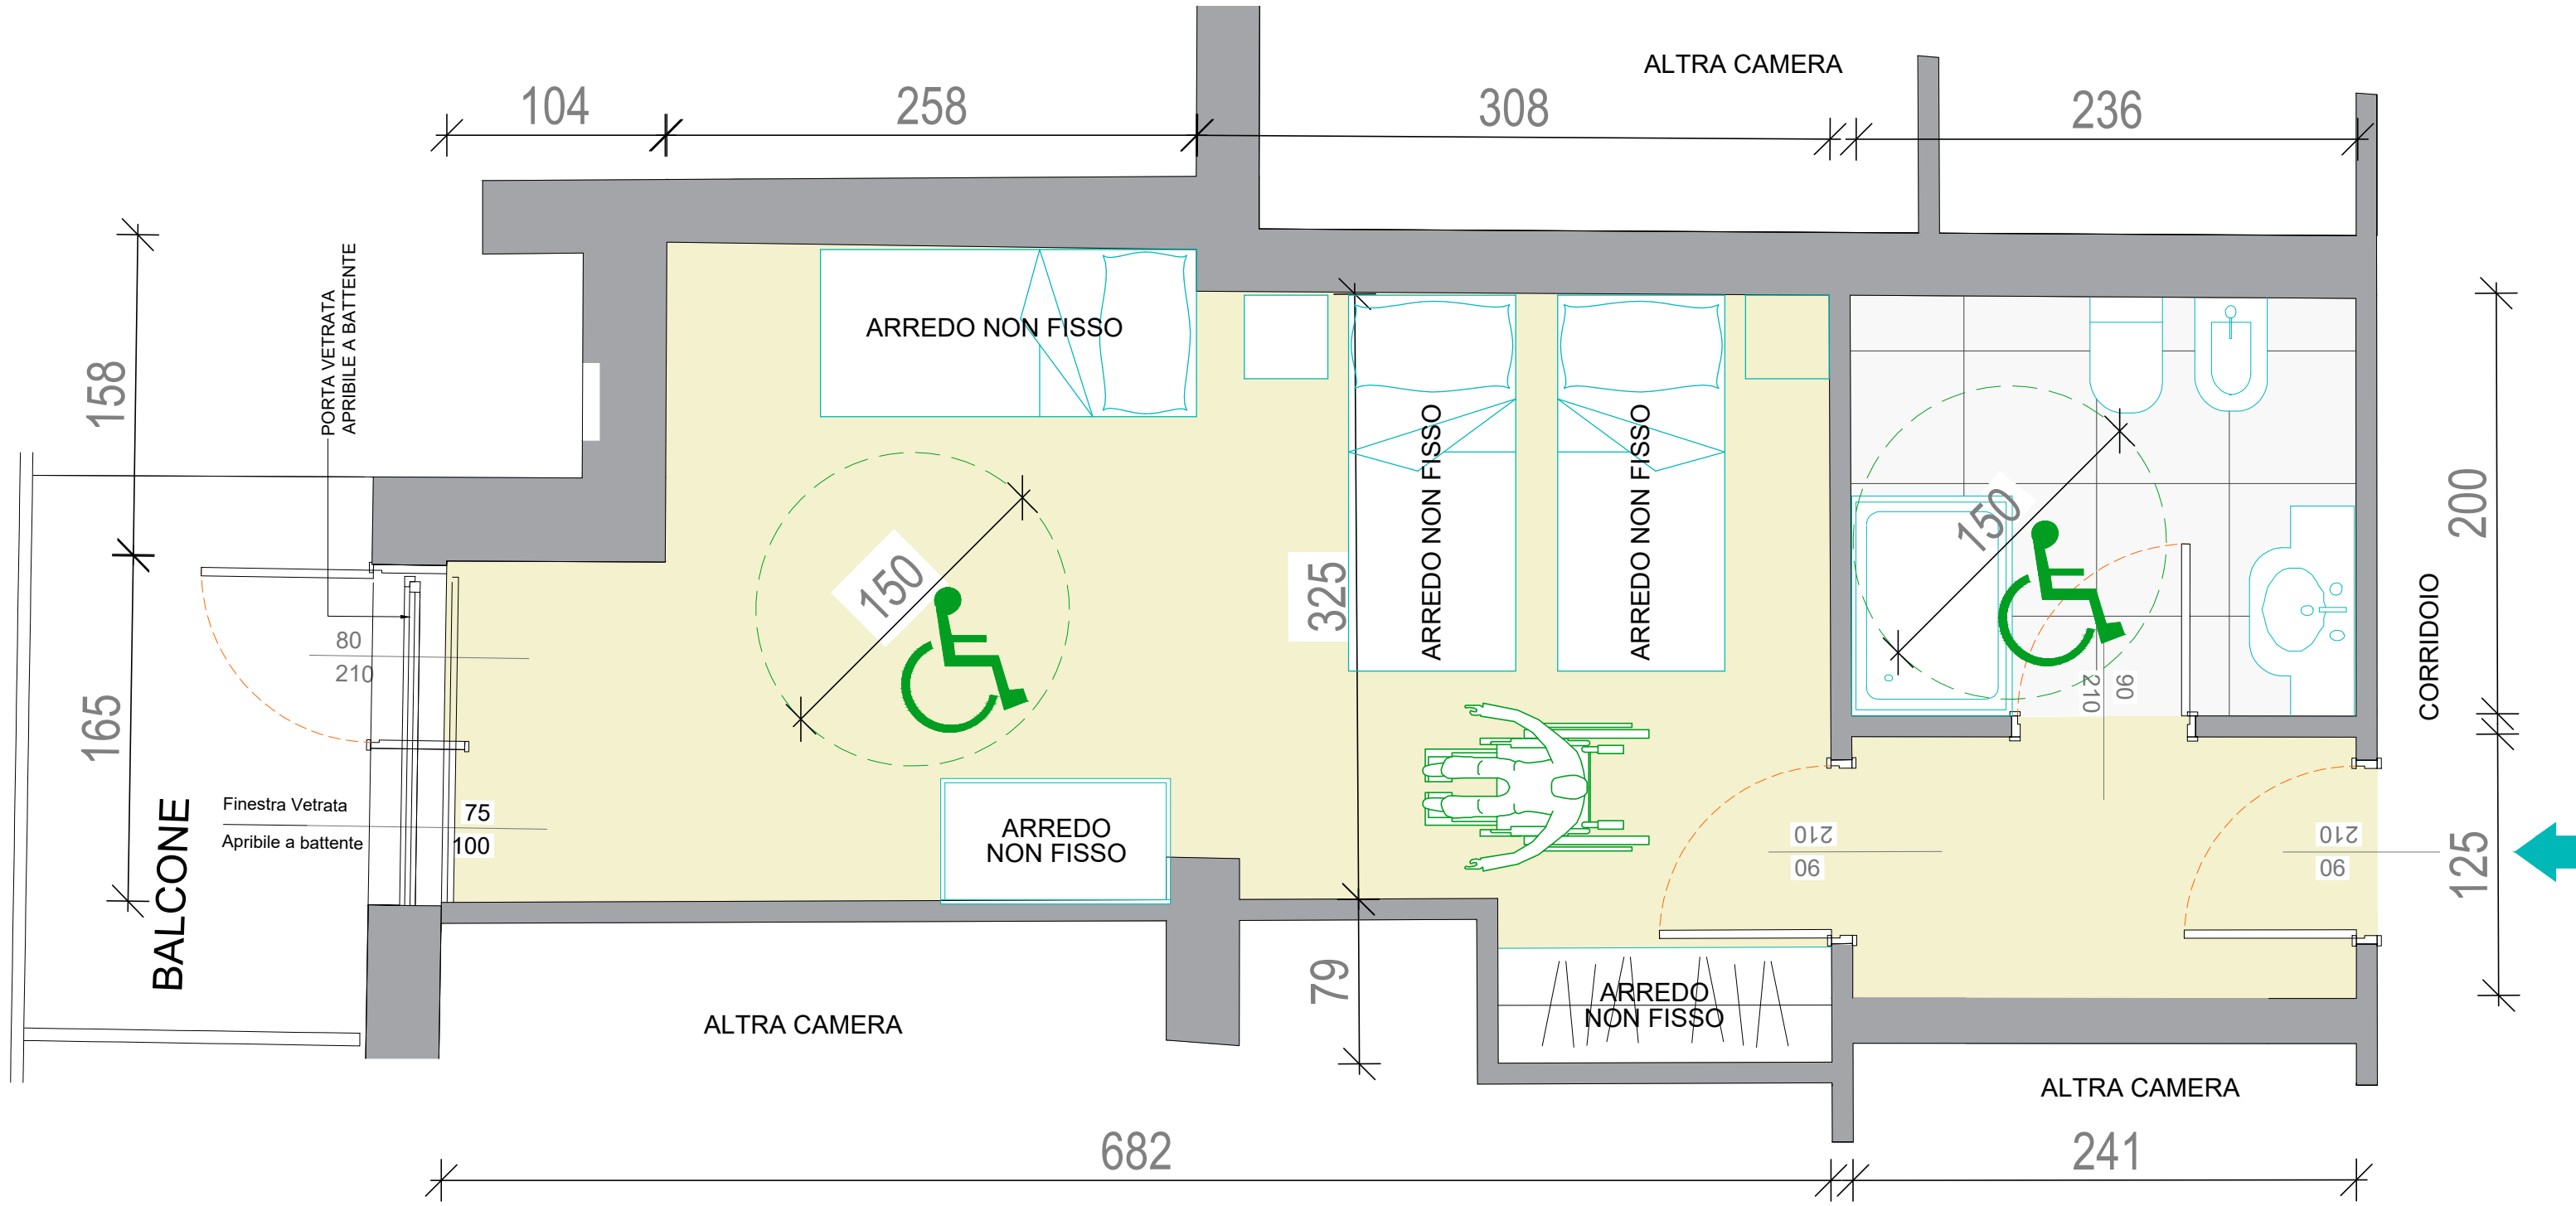 ALTRA CAMERA
104
258
308
236
PORTA VETRATA
APRIBILE A BATTENTE
158
165
ARREDO NON FISSO
ARREDO NON FISSO
ARREDO NON FISSO
150
150
325
200
CORRIDOIO
80
210
90
210
Finestra Vetrata
Apribile a battente
75
100
BALCONE
ARREDO
NON FISSO
210
90
210
90
125
79
ARREDO
NON FISSO
ALTRA CAMERA
ALTRA CAMERA
682
241